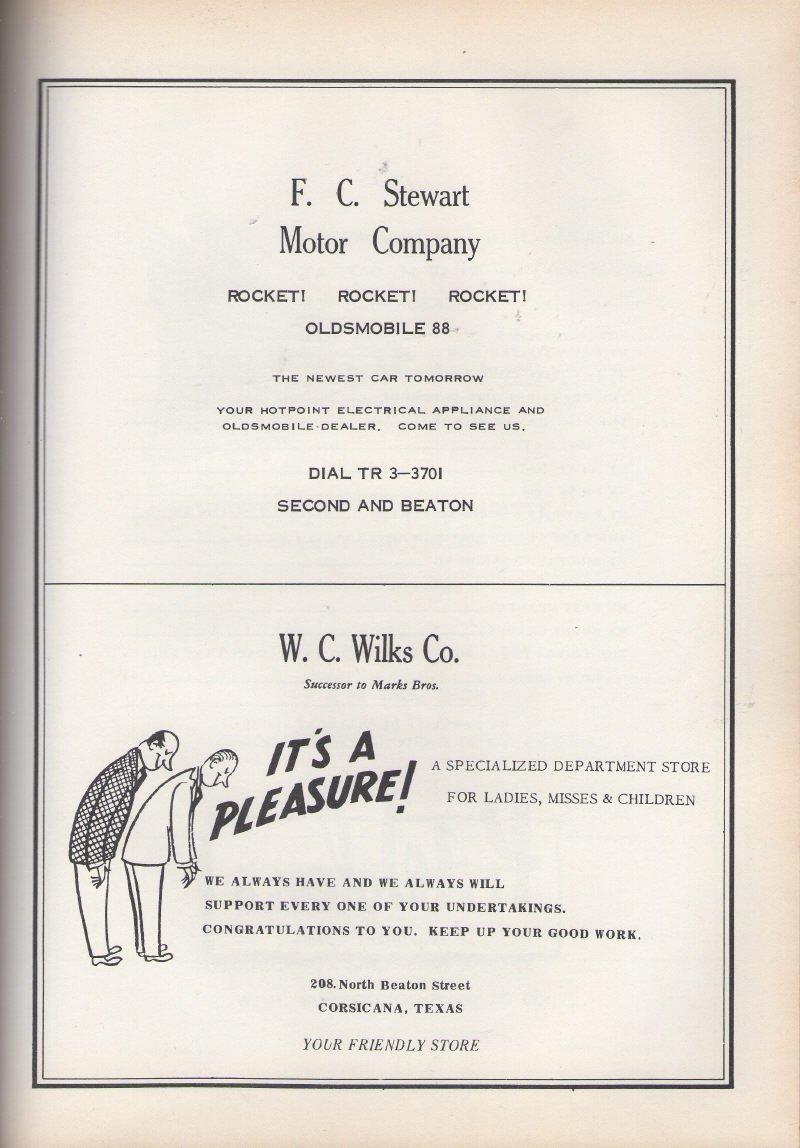 F. C. Stewart
Motor Company
ROCKET! ROCKET! ROCKET!
OLDSMOBILE 88
THE NEWEST CAR TOMORROW
YOUR HOTPOINT ELECTRICAL APPLIANCE AND
OLDSMOBILE-DEALER. COME TO SEE US.
DIAL TR 3—3701
SECOND AND BEATON
W. C. Wilks Co.
Successor to Marks Bros.
IT'S A
PLEASURE!
A SPECIALIZED DEPARTMENT STORE
FOR LADIES, MISSES & CHILDREN
WE ALWAYS HAVE AND WE ALWAYS WILL
SUPPORT EVERY ONE OF YOUR UNDERTAKINGS.
CONGRATULATIONS TO YOU. KEEP UP YOUR GOOD WORK.
208. North Beaton Street
CORSICANA, TEXAS
YOUR FRIENDLY STORE